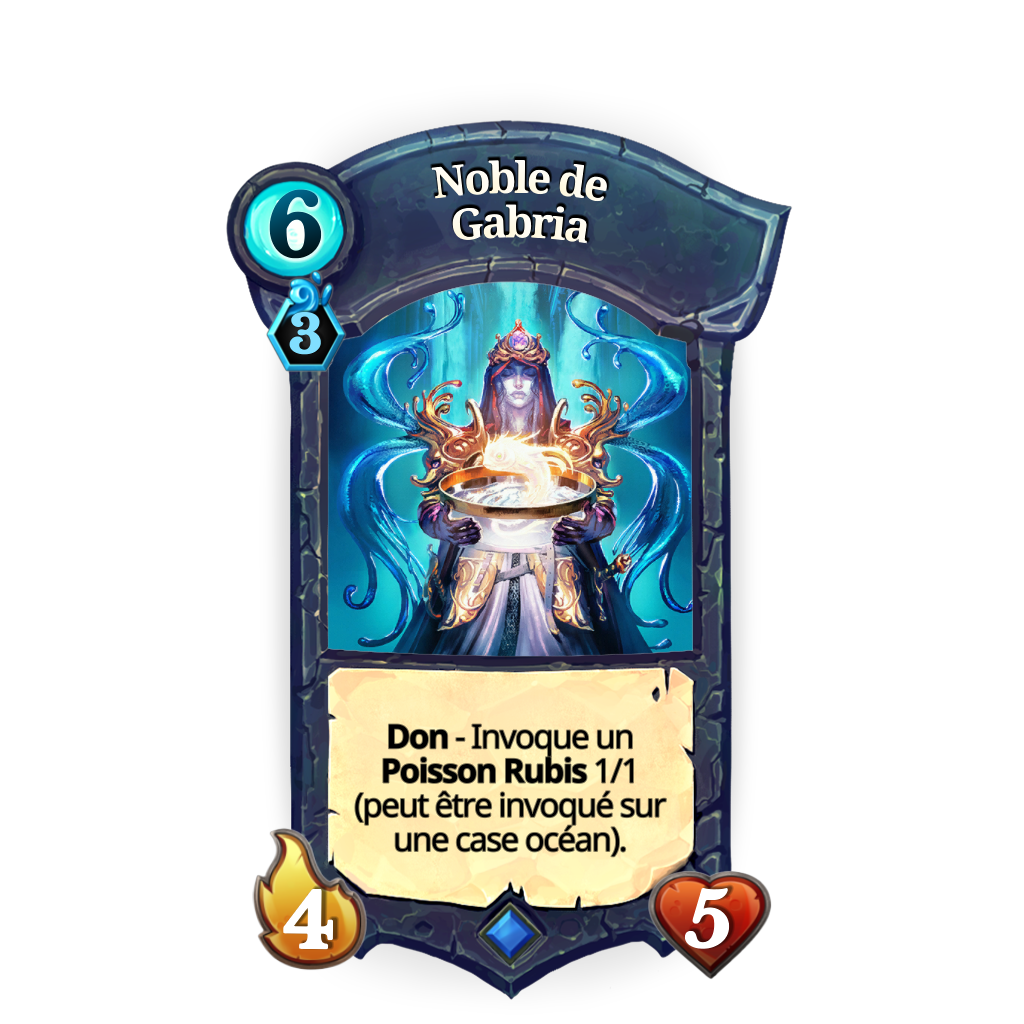 Noble de
Gabria
6
3
Don - Invoque un
Poisson Rubis 1/1
(peut être invoqué sur
une case océan).
4
5